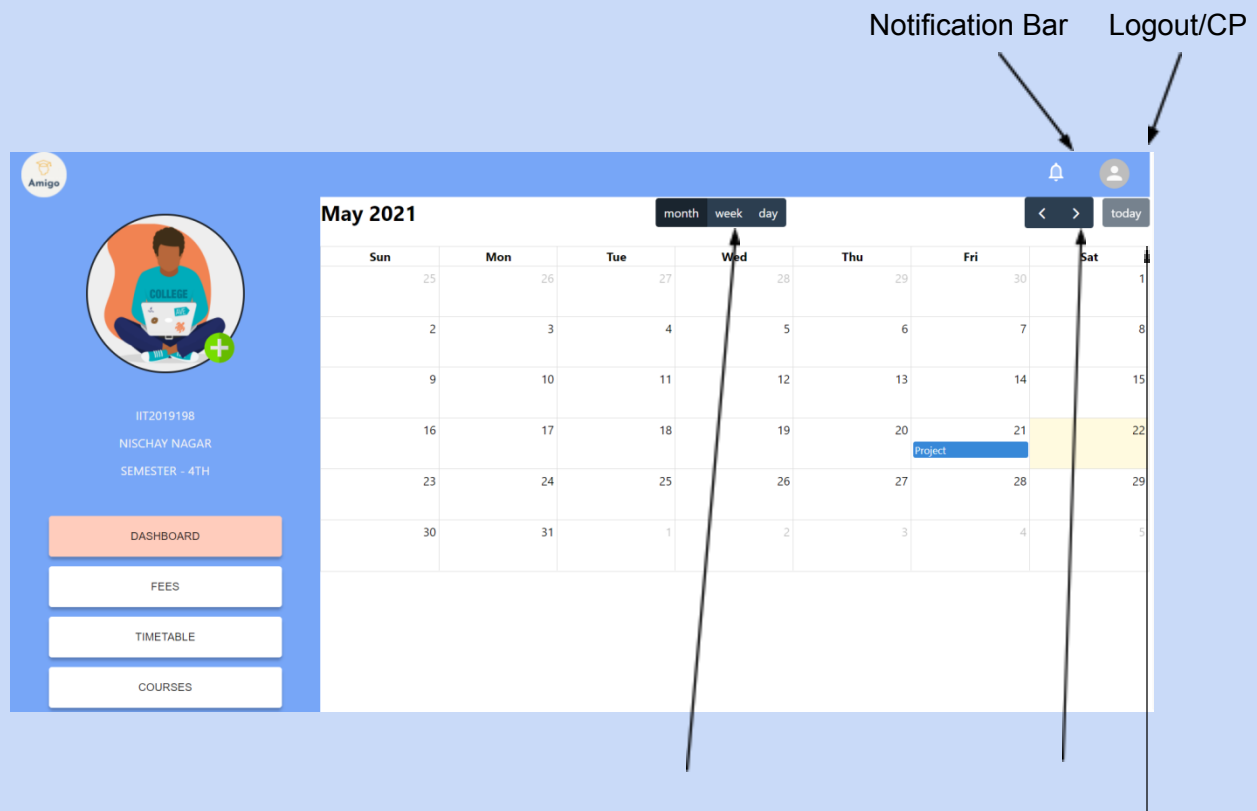 Notification Bar Logout/CP
Amigo
May 2021 month week day today
Sun Mon Tue Wed Thu Fri Sat
25 26 27 28 29 30 1
COLLEGE
2 3 4 5 6 7 8
9 10 11 12 13 14 15
IIT2019198
16 17 18 19 20 21 22
NISCHAY NAGAR
Project
SEMESTER - 4TH
23 24 25 26 27 28 29
DASHBOARD
30 31 1 2 3 4 5
FEES
TIMETABLE
COURSES